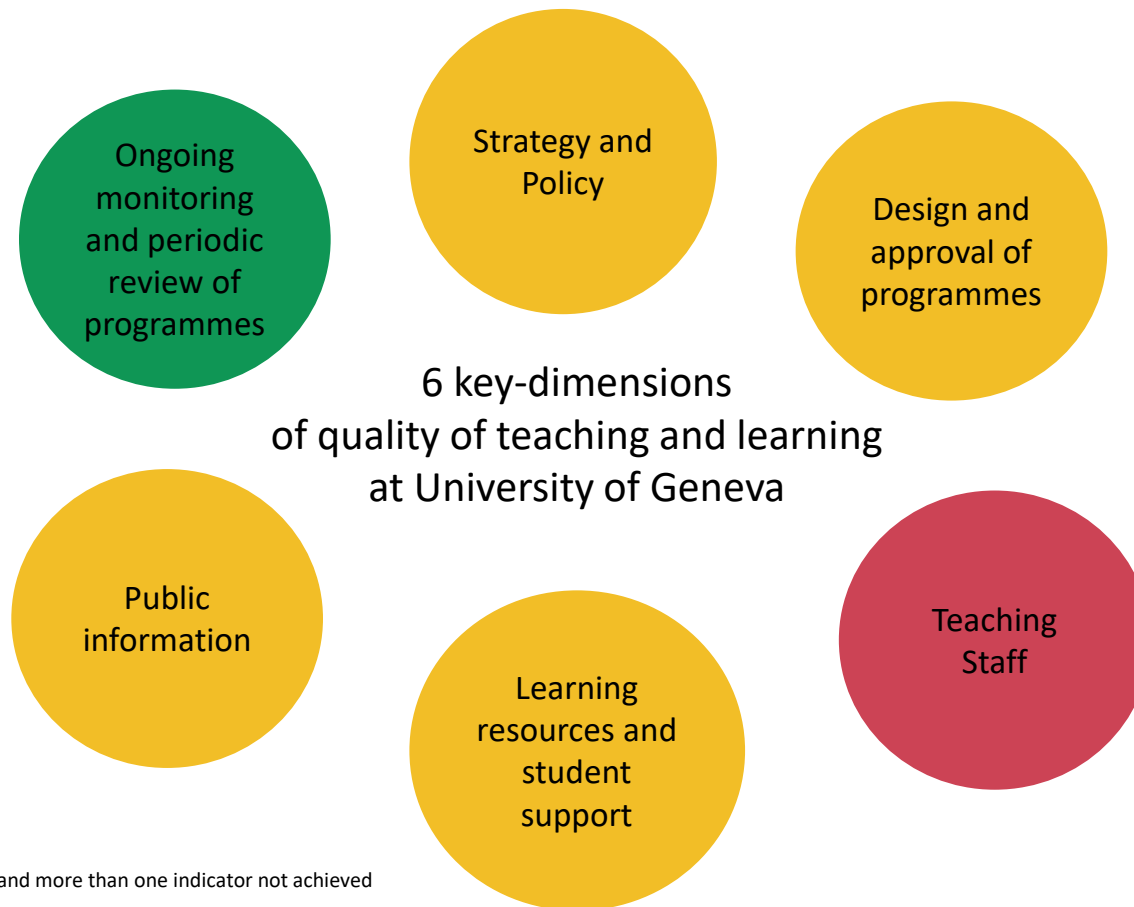 Strategy and
Policy
Ongoing
monitoring
and periodic
review of
programmes
Design and
approval of
programmes
6 key-dimensions
of quality of teaching and learning
at University of Geneva
Public
information
Teaching
Staff
Learning
resources and
student
support
and more than one indicator not achieved